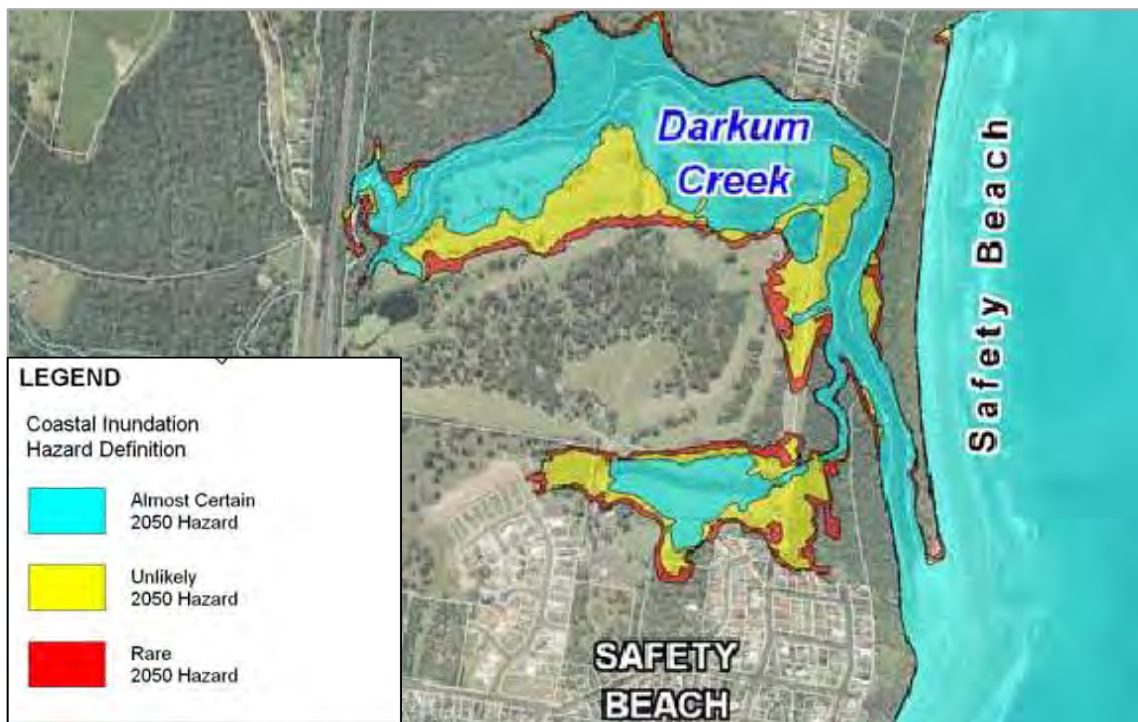 Darkum
Creek
Safety Beach
LEGEND
Coastal Inundation
Hazard Definition
Almost Certain
2050 Hazard
Unlikely
2050 Hazard
Rare
2050 Hazard
SAFETY
BEACH